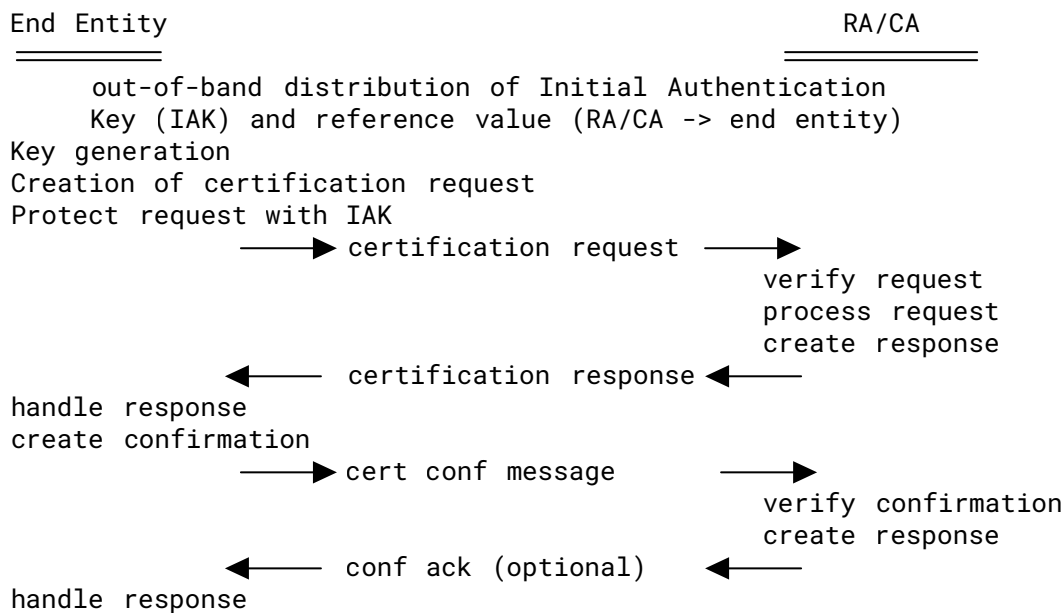 End Entity RA/CA
out-of-band distribution of Initial Authentication
Key (IAK) and reference value (RA/CA -> end entity)
Key generation
Creation of certification request
Protect request with IAK
certification request
verify request
process request
create response
certification response
handle response
create confirmation
cert conf message
verify confirmation
create response
conf ack (optional)
handle response